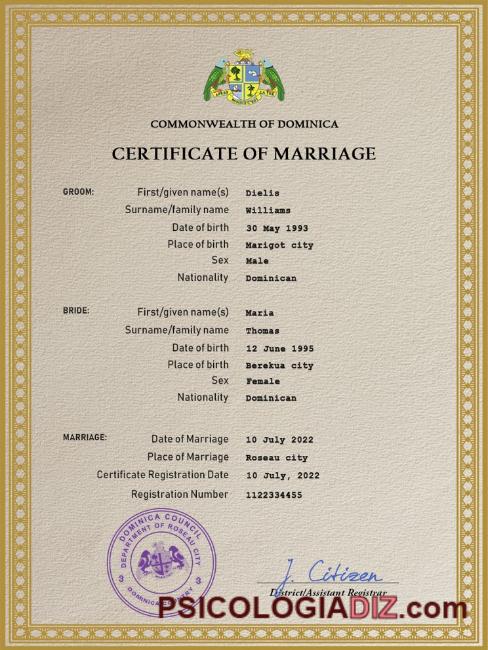 COMMONWEALTH OF DOMINICA
CERTIFICATE OF MARRIAGE
GROOM: First/given name(s) Dielis
Surname/family name Williams
Date of birth 30 May 1993
Place of birth Marigot city
Sex Male
Nationality Dominican
BRIDE: First/given name(s) Maria
Surname/family name Thomas
Date of birth 12 June 1995
Place of birth Berekua city
Sex Female
Nationality Dominican
MARRIAGE: Date of Marriage 10 July 2022
Place of Marriage Roseau city
Certificate Registration Date 10 July, 2022
Registration Number 1122334455
DOMINICA COUNCIL
DEPARTMENT OF ROSEAU CITY
3 3
J. Citizen
District/Assistant Registrar
PSICOLOGIADIZ.com